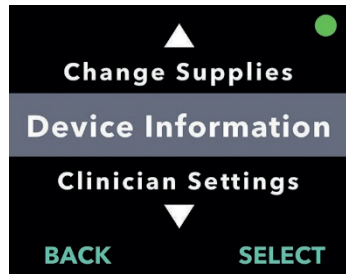 Change Supplies
Device Information
Clinician Settings
BACK SELECT